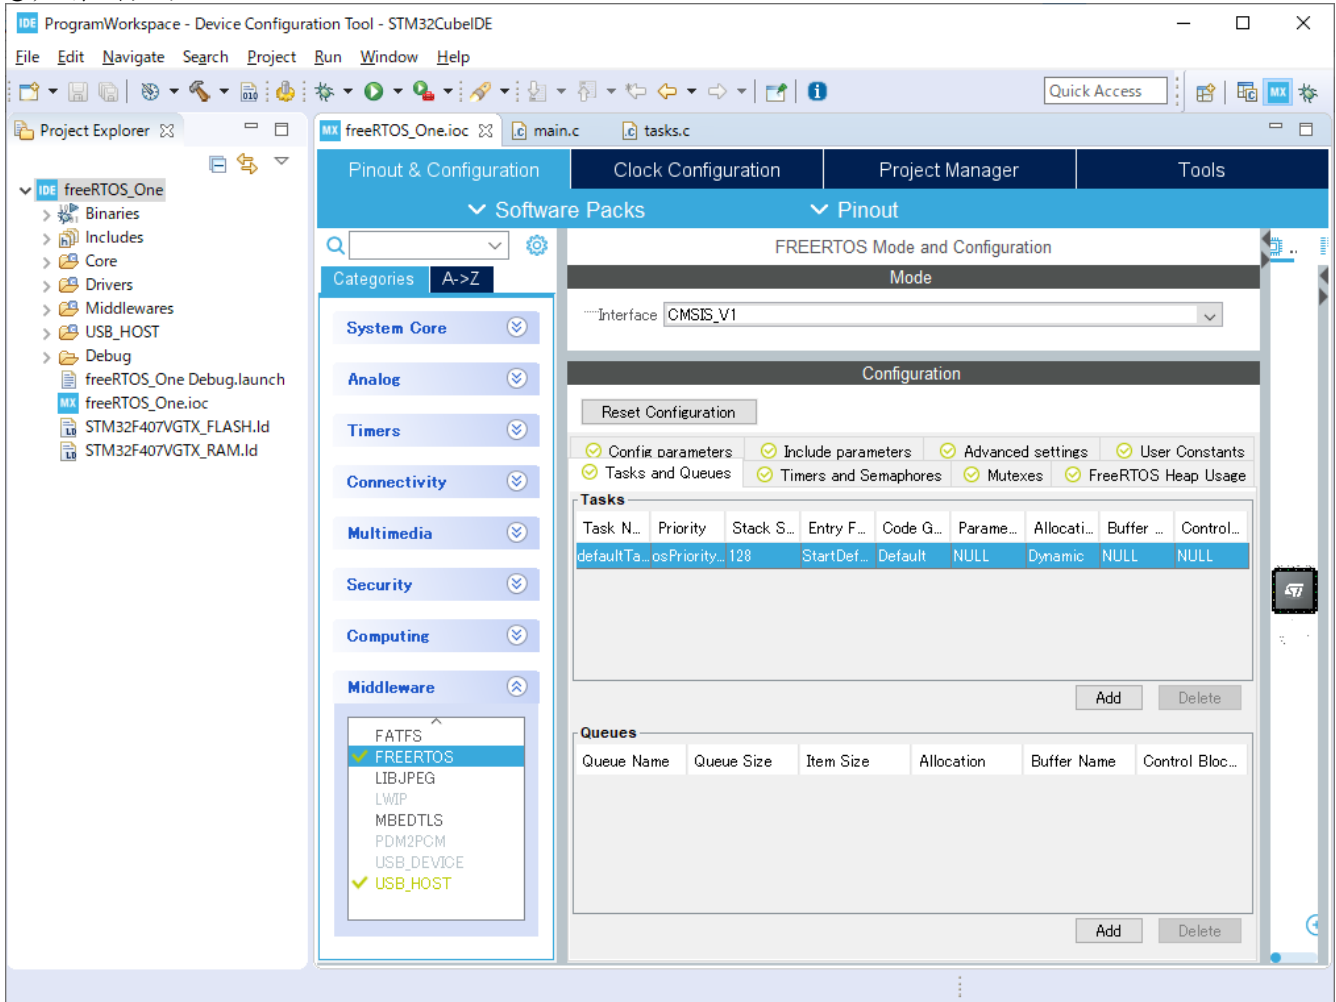 IDE ProgramWorkspace - Device Configuration Tool - STM32CubeIDE
File Edit Navigate Search Project Run Window Help
Quick Access
MX
Project Explorer
MX freeRTOS_One.ioc
.c main.c
.c tasks.c
IDE freeRTOS_One
Binaries
Includes
Core
Drivers
Middlewares
USB_HOST
Debug
freeRTOS_One Debug.launch
MX freeRTOS_One.ioc
STM32F407VGTX_FLASH.ld
STM32F407VGTX_RAM.ld
Pinout & Configuration
Clock Configuration
Project Manager
Tools
Software Packs
Pinout
Categories
A->Z
System Core
Analog
Timers
Connectivity
Multimedia
Security
Computing
Middleware
FATFS
FREERTOS
LIBJPEG
LWIP
MBEDTLS
PDM2PCM
USB_DEVICE
USB_HOST
FREERTOS Mode and Configuration
Mode
Interface CMSIS_V1
Configuration
Reset Configuration
Config parameters
Include parameters
Advanced settings
User Constants
Tasks and Queues
Timers and Semaphores
Mutexes
FreeRTOS Heap Usage
Tasks
Task N... Priority Stack S... Entry F... Code G... Parame... Allocati... Buffer ... Control...
defaultTa... osPriority... 128 StartDef... Default NULL Dynamic NULL NULL
Add Delete
Queues
Queue Name Queue Size Item Size Allocation Buffer Name Control Bloc...
Add Delete